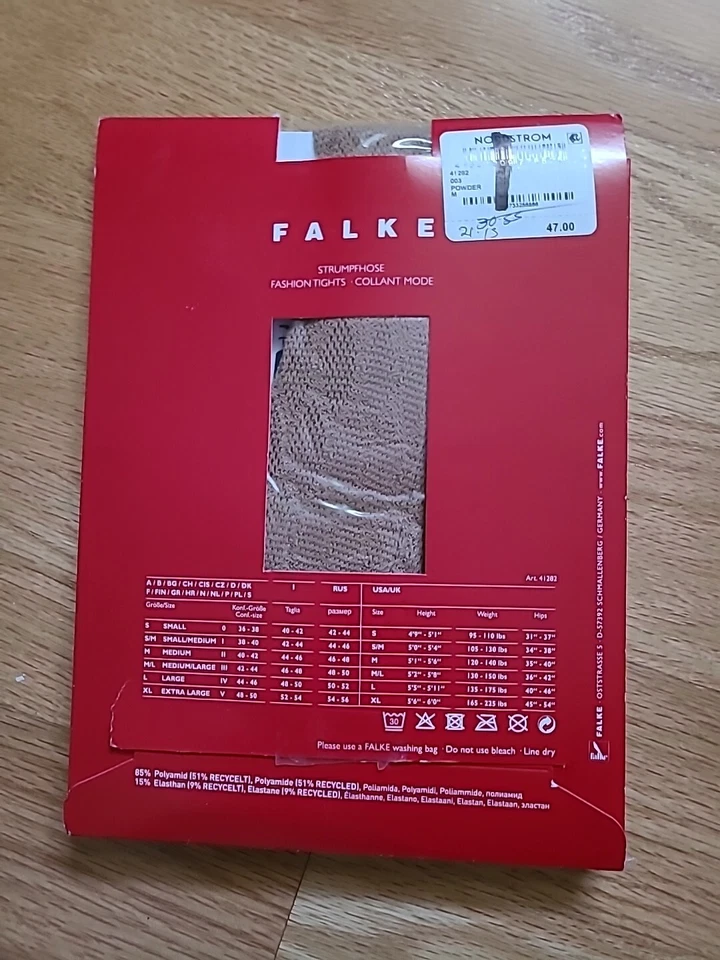 NORDSTROM
41282
003
POWDER
M
30.55
21.13
47.00
FALKE
STRUMPFHOSE
FASHION TIGHTS · COLLANT MODE
Art. 41282
A / B / BG / CH / CIS / CZ / D / DK I RUS USA/UK
F / FIN / GR / HR / N / NL / P / PL / S
Größe/Size Konf.-Größe Conf.-size Taglia размер Size Height Weight Hips
S SMALL 0 36 - 38 40 - 42 42 - 44 S 4'9" - 5'1" 95 - 110 lbs 31" - 37"
S/M SMALL/MEDIUM I 38 - 40 42 - 44 44 - 46 S/M 5'0" - 5'4" 105 - 130 lbs 34" - 38"
M MEDIUM II 40 - 42 44 - 46 46 - 48 M 5'1" - 5'6" 120 - 140 lbs 35" - 40"
M/L MEDIUM/LARGE III 42 - 44 46 - 48 48 - 50 M/L 5'2" - 5'8" 130 - 150 lbs 36" - 42"
L LARGE IV 44 - 46 48 - 50 50 - 52 L 5'5" - 5'11" 135 - 175 lbs 40" - 46"
XL EXTRA LARGE V 48 - 50 52 - 54 54 - 56 XL 5'6" - 6'0" 165 - 225 lbs 45" - 54"
30
Please use a FALKE washing bag · Do not use bleach · Line dry
85% Polyamid (51% RECYCELT), Polyamide (51% RECYCLED), Poliamida, Polyamidi, Poliammide, полиамид
15% Elasthan (9% RECYCELT), Elastane (9% RECYCLED), Élasthanne, Elastano, Elastaani, Elastan, Elastaan, эластан
FALKE · OSTSTRASSE 5 · D-57392 SCHMALLENBERG / GERMANY · www.FALKE.com
Falke